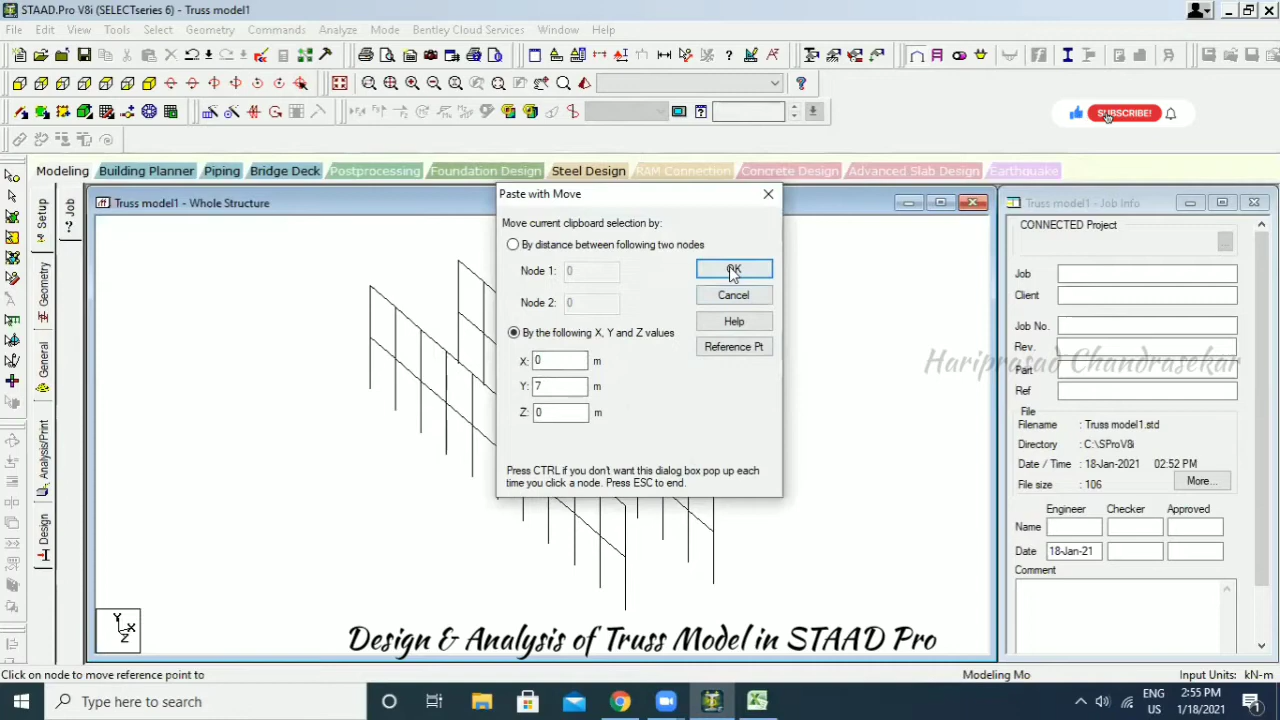 STAAD.Pro V8i (SELECTseries 6) - Truss model1
File Edit View Tools Select Geometry Commands Analyze Mode Bentley Cloud Services Window Help
SUBSCRIBE!
Modeling Building Planner Piping Bridge Deck Postprocessing Foundation Design Steel Design RAM Connection Concrete Design Advanced Slab Design Earthquake
Truss model1 - Whole Structure
Setup
Job
Geometry
General
Analysis/Print
Design
Paste with Move
Move current clipboard selection by:
By distance between following two nodes
Node 1: 0
OK
Node 2: 0
Cancel
Help
By the following X, Y and Z values
Reference Pt
X: 0 m
Y: 7 m
Z: 0 m
Press CTRL if you don't want this dialog box pop up each
time you click a node. Press ESC to end.
Truss model1 - Job Info
CONNECTED Project
...
Job
Client
Job No.
Rev.
Part
Ref
Hariprasad Chandrasekar
File
Filename : Truss model1.std
Directory : C:\SProV8i
Date / Time : 18-Jan-2021 02:52 PM
File size : 106
More...
Engineer Checker Approved
Name
Date 18-Jan-21
Comment
Y
X
Z
Design & Analysis of Truss Model in STAAD Pro
Click on node to move reference point to
Modeling Mo
Input Units: kN-m
Type here to search
ENG
US
2:55 PM
1/18/2021
1